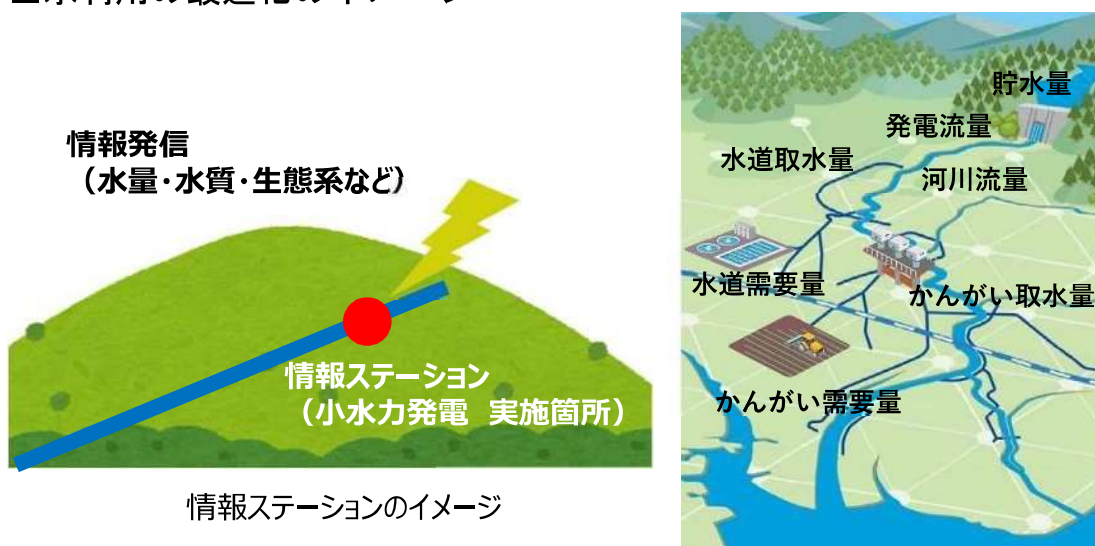 情報発信
（水量・水質・生態系など）
情報ステーション
（小水力発電　実施箇所）
情報ステーションのイメージ
貯水量
発電流量
水道取水量
河川流量
水道需要量
かんがい取水量
かんがい需要量